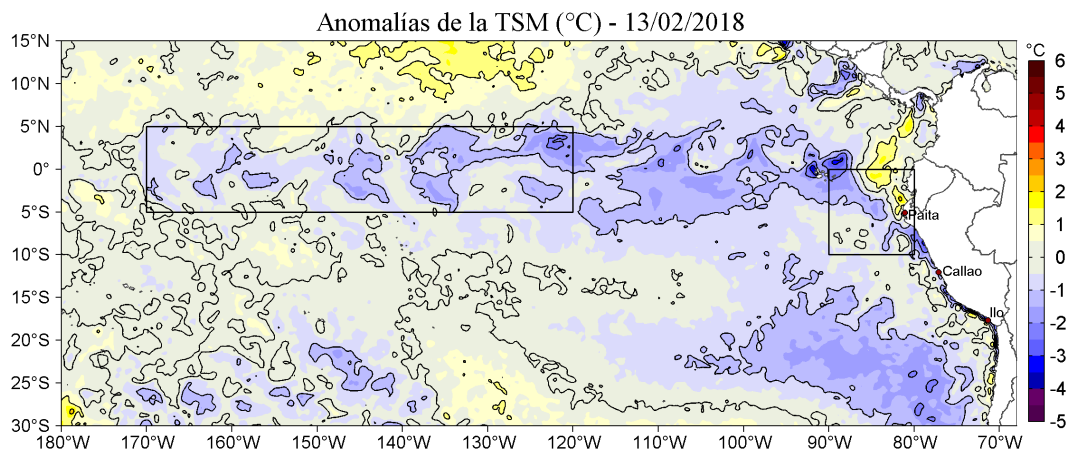 Anomalías de la TSM (°C) - 13/02/2018
15°N
10°N
5°N
0°
5°S
10°S
15°S
20°S
25°S
30°S
180°W
170°W
160°W
150°W
140°W
130°W
120°W
110°W
100°W
90°W
80°W
70°W
Paita
Callao
Ilo
°C
6
5
4
3
2
1
0
-1
-2
-3
-4
-5